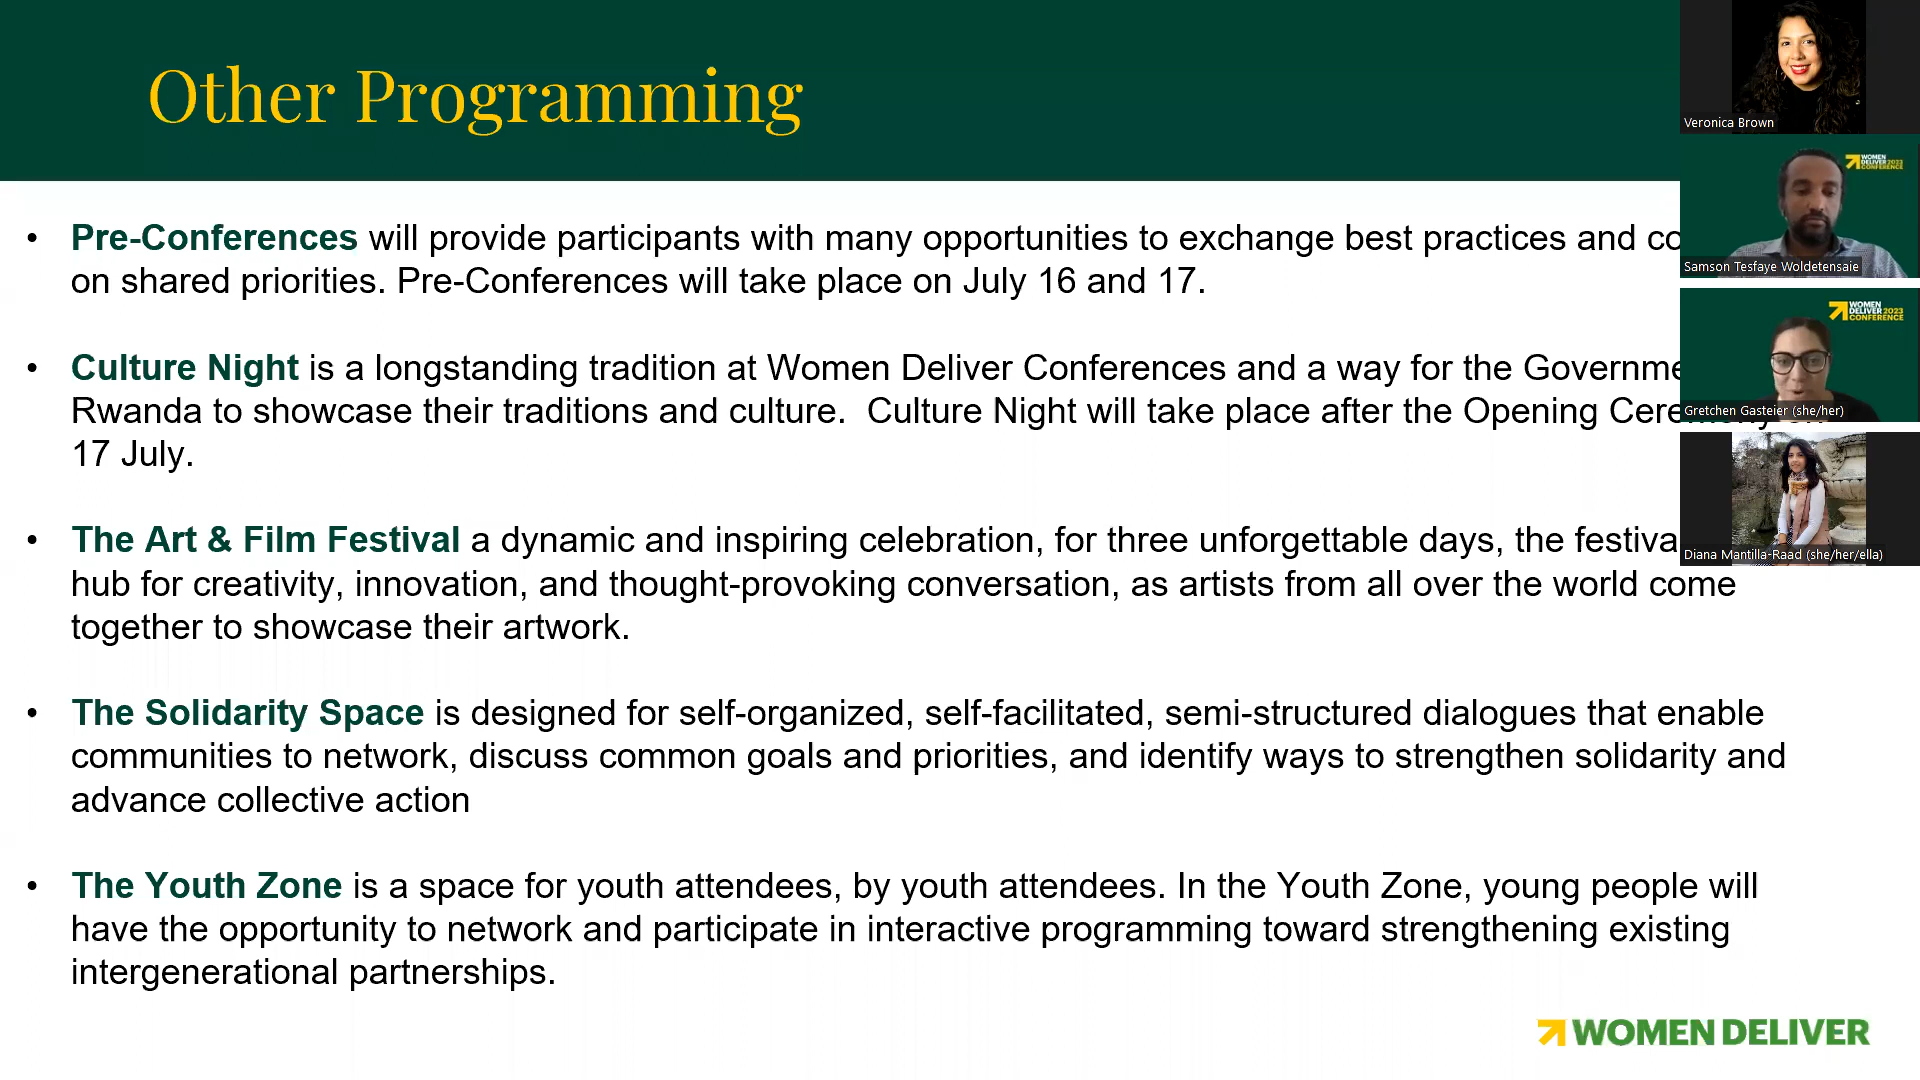 Other Programming
• Pre-Conferences will provide participants with many opportunities to exchange best practices and
on shared priorities. Pre-Conferences will take place on July 16 and 17.
• Culture Night is a longstanding tradition at Women Deliver Conferences and a way for the
Rwanda to showcase their traditions and culture.  Culture Night will take place after the Opening
17 July.
• The Art & Film Festival a dynamic and inspiring celebration, for three unforgettable days, the
hub for creativity, innovation, and thought-provoking conversation, as artists from all over the world come
together to showcase their artwork.
• The Solidarity Space is designed for self-organized, self-facilitated, semi-structured dialogues that enable
communities to network, discuss common goals and priorities, and identify ways to strengthen solidarity and
advance collective action
• The Youth Zone is a space for youth attendees, by youth attendees. In the Youth Zone, young people will
have the opportunity to network and participate in interactive programming toward strengthening existing
intergenerational partnerships.
WOMEN DELIVER
Veronica Brown
WOMEN
DELIVER 2023
CONFERENCE
Samson Tesfaye Woldetensaie
WOMEN
DELIVER 2023
CONFERENCE
Gretchen Gasteier (she/her)
Diana Mantilla-Raad (she/her/ella)